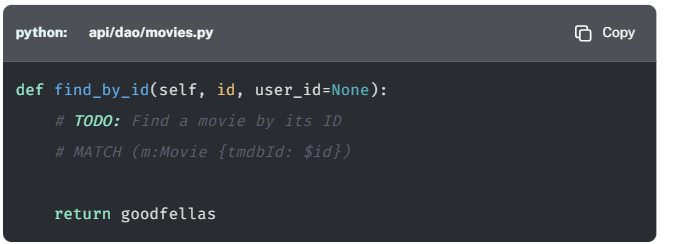 python: api/dao/movies.py Copy
def find_by_id(self, id, user_id=None):
    # TODO: Find a movie by its ID
    # MATCH (m:Movie {tmdbId: $id})
    return goodfellas